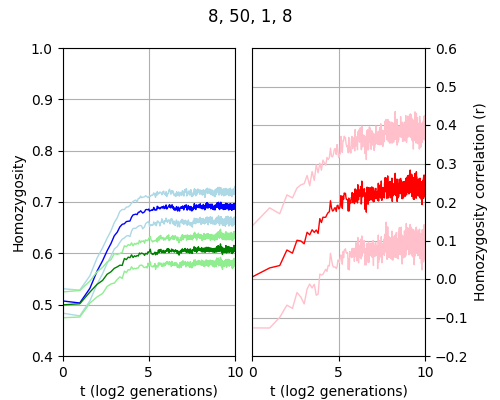 8, 50, 1, 8
Homozygosity
1.0
0.9
0.8
0.7
0.6
0.5
0.4
0 5 10
t (log2 generations)
0.6
0.5
0.4
0.3
0.2
0.1
0.0
−0.1
−0.2
0 5 10
t (log2 generations)
Homozygosity correlation (r)